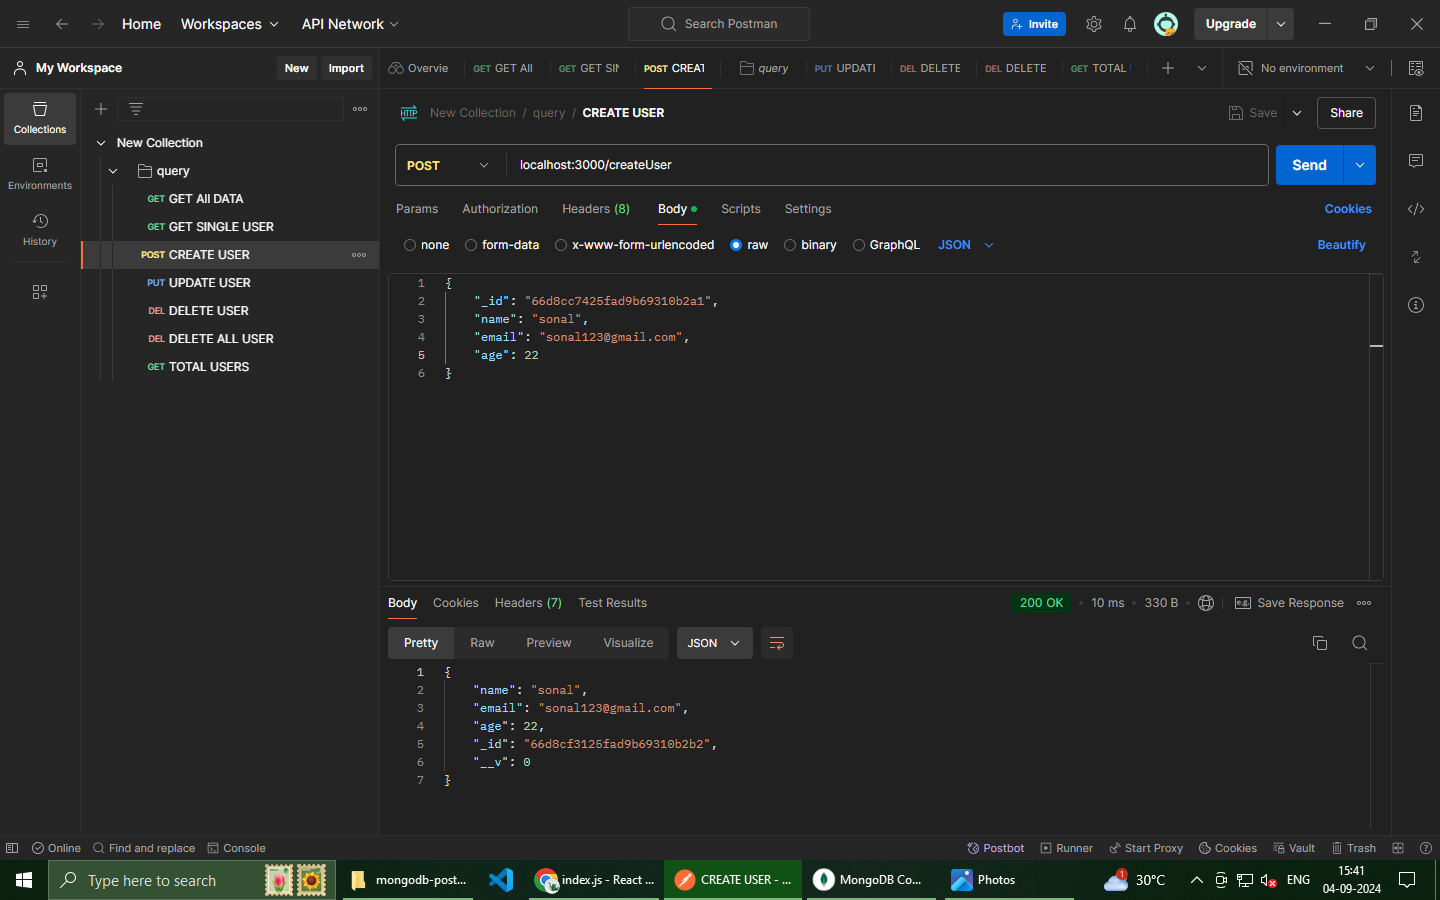 Home
Workspaces
API Network
Search Postman
Invite
Upgrade
My Workspace
New
Import
Overvie
GET GET All
GET GET SIN
POST CREAT
query
PUT UPDATI
DEL DELETE
DEL DELETE
GET TOTAL
No environment
Collections
Environments
History
New Collection
query
GET GET All DATA
GET GET SINGLE USER
POST CREATE USER
PUT UPDATE USER
DEL DELETE USER
DEL DELETE ALL USER
GET TOTAL USERS
HTTP New Collection / query / CREATE USER
Save
Share
POST
localhost:3000/createUser
Send
Params
Authorization
Headers (8)
Body
Scripts
Settings
Cookies
none
form-data
x-www-form-urlencoded
raw
binary
GraphQL
JSON
Beautify
1 {
2 "_id": "66d8cc7425fad9b69310b2a1",
3 "name": "sonal",
4 "email": "sonal123@gmail.com",
5 "age": 22
6 }
Body
Cookies
Headers (7)
Test Results
200 OK
10 ms
330 B
e.g. Save Response
Pretty
Raw
Preview
Visualize
JSON
1 {
2 "name": "sonal",
3 "email": "sonal123@gmail.com",
4 "age": 22,
5 "_id": "66d8cf3125fad9b69310b2b2",
6 "__v": 0
7 }
Online
Find and replace
Console
Postbot
Runner
Start Proxy
Cookies
Vault
Trash
Type here to search
mongodb-post...
index.js - React ...
CREATE USER - ...
MongoDB Co...
Photos
1
30°C
ENG
15:41
04-09-2024